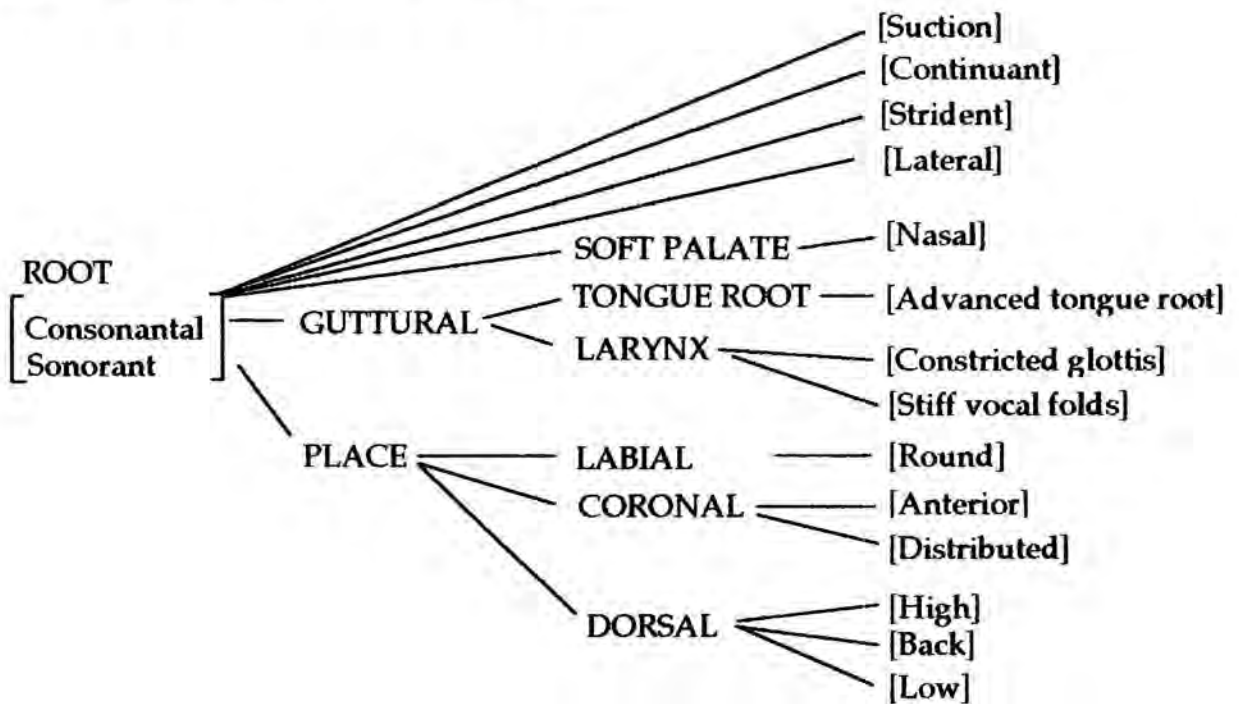 [Suction]
[Continuant]
[Strident]
[Lateral]
SOFT PALATE [Nasal]
ROOT
TONGUE ROOT [Advanced tongue root]
[Consonantal
GUTTURAL
LARYNX [Constricted glottis]
Sonorant]
[Stiff vocal folds]
PLACE LABIAL [Round]
CORONAL [Anterior]
[Distributed]
[High]
DORSAL [Back]
[Low]